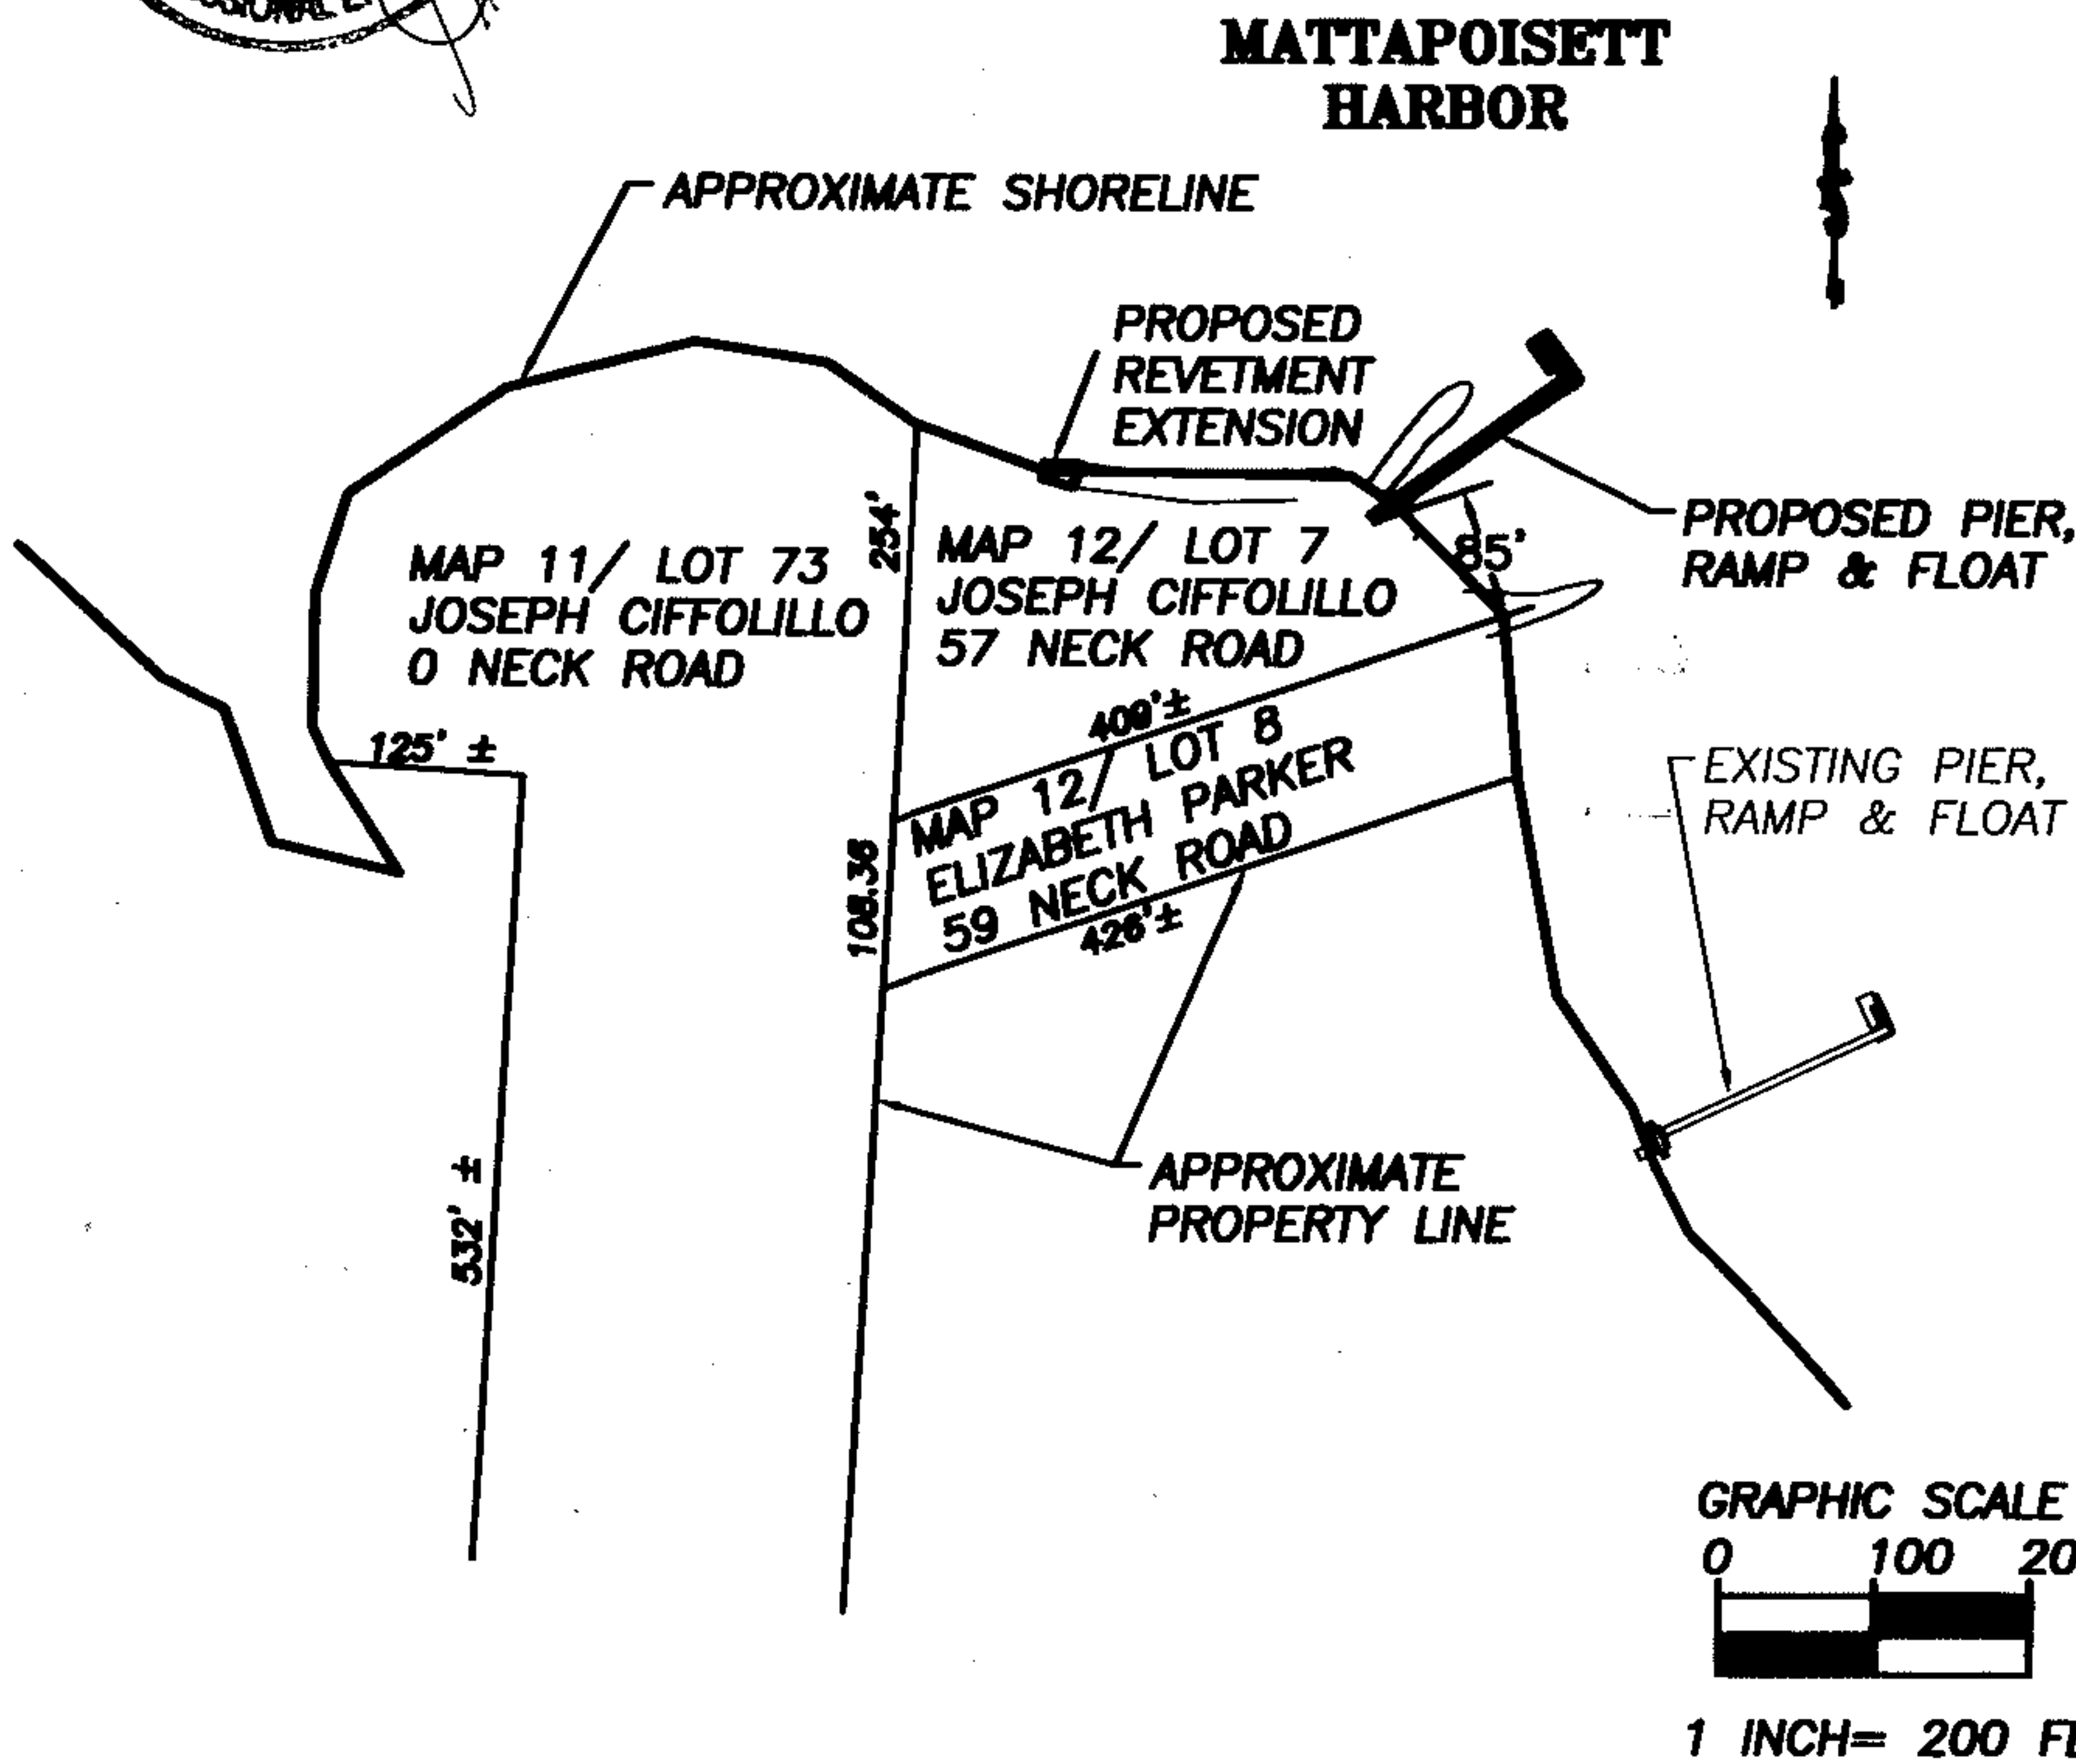 MATTAPOISETT
HARBOR
APPROXIMATE SHORELINE
PROPOSED
REVETMENT
EXTENSION
PROPOSED PIER,
RAMP & FLOAT
85'
254'
MAP 11/ LOT 73
JOSEPH CIFFOLILLO
0 NECK ROAD
MAP 12/ LOT 7
JOSEPH CIFFOLILLO
57 NECK ROAD
125' ±
MAP 12/ LOT 8
ELIZABETH PARKER
59 NECK ROAD
426'±
EXISTING PIER,
RAMP & FLOAT
532' ±
APPROXIMATE
PROPERTY LINE
GRAPHIC SCALE
0 100 20
1 INCH= 200